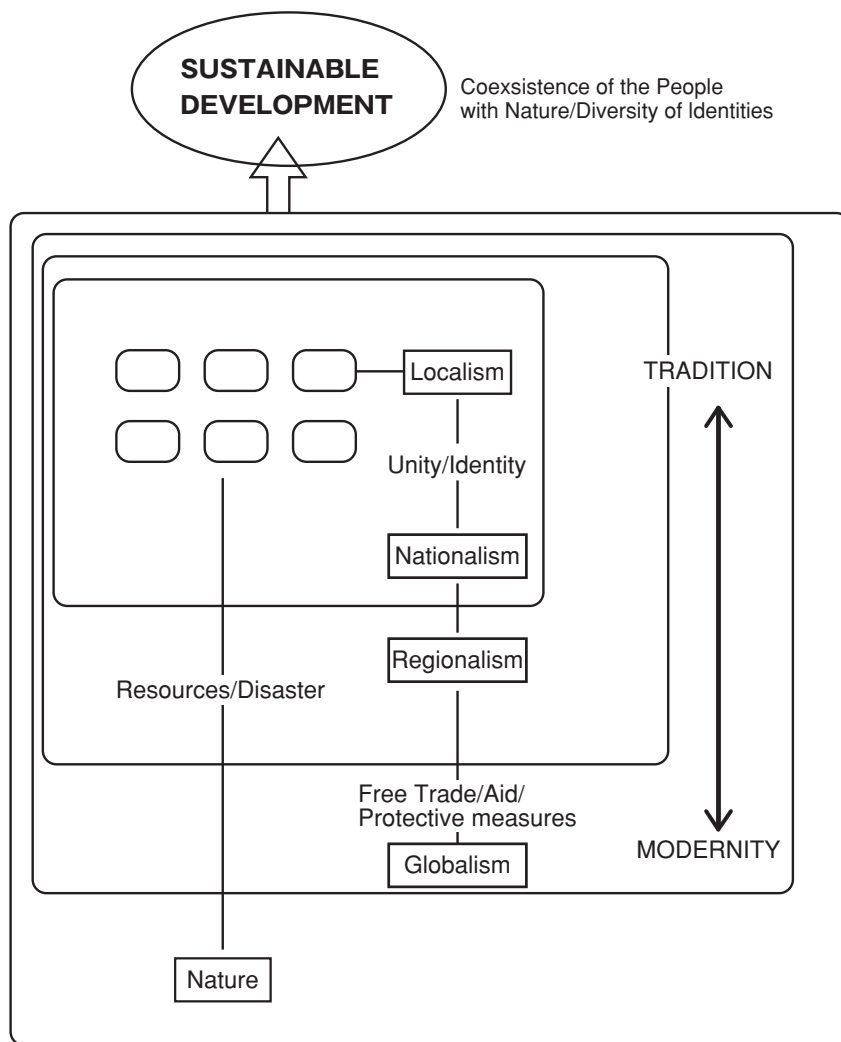 SUSTAINABLE
DEVELOPMENT
Coexsistence of the People
with Nature/Diversity of Identities
Localism
TRADITION
Unity/Identity
Nationalism
Regionalism
Resources/Disaster
Free Trade/Aid/
Protective measures
MODERNITY
Globalism
Nature